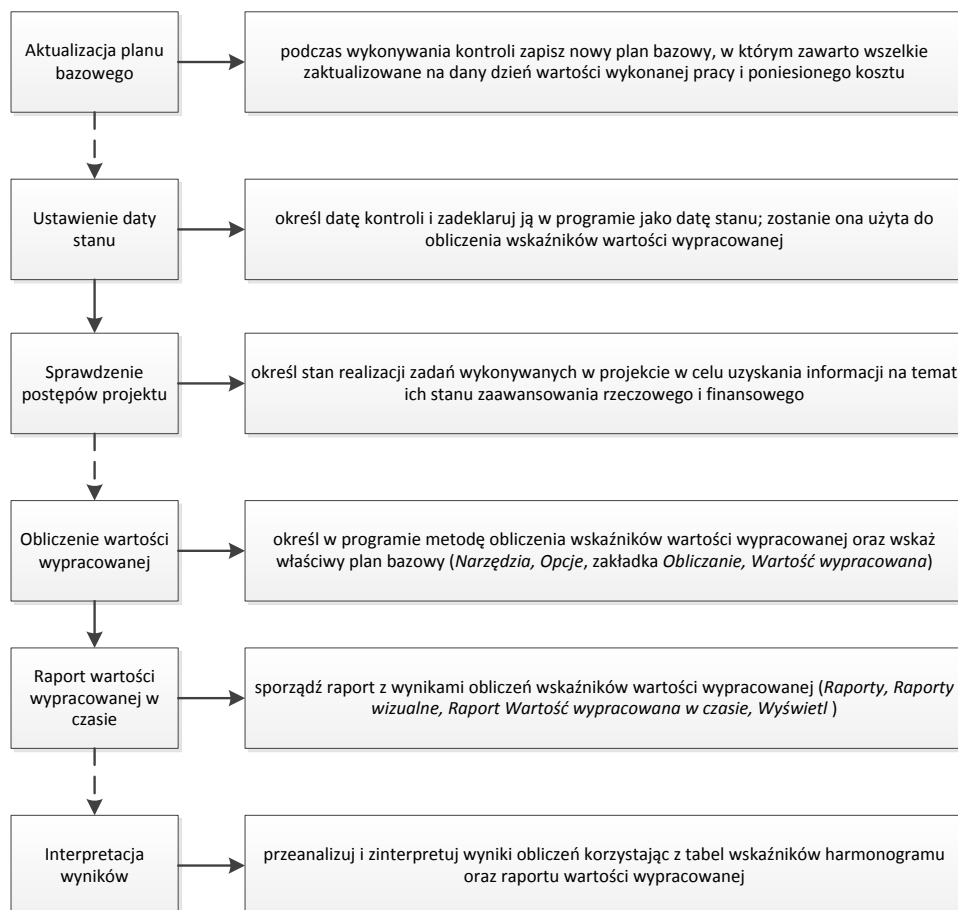 Aktualizacja planu
bazowego
podczas wykonywania kontroli zapisz nowy plan bazowy, w którym zawarto wszelkie
zaktualizowane na dany dzień wartości wykonanej pracy i poniesionego kosztu
Ustawienie daty
stanu
określ datę kontroli i zadeklaruj ją w programie jako datę stanu; zostanie ona użyta do
obliczenia wskaźników wartości wypracowanej
Sprawdzenie
postępów projektu
określ stan realizacji zadań wykonywanych w projekcie w celu uzyskania informacji na temat
ich stanu zaawansowania rzeczowego i finansowego
Obliczenie wartości
wypracowanej
określ w programie metodę obliczenia wskaźników wartości wypracowanej oraz wskaż
właściwy plan bazowy (Narzędzia, Opcje, zakładka Obliczanie, Wartość wypracowana)
Raport wartości
wypracowanej w
czasie
sporządź raport z wynikami obliczeń wskaźników wartości wypracowanej (Raporty, Raporty
wizualne, Raport Wartość wypracowana w czasie, Wyświetl )
Interpretacja
wyników
przeanalizuj i zinterpretuj wyniki obliczeń korzystając z tabel wskaźników harmonogramu
oraz raportu wartości wypracowanej